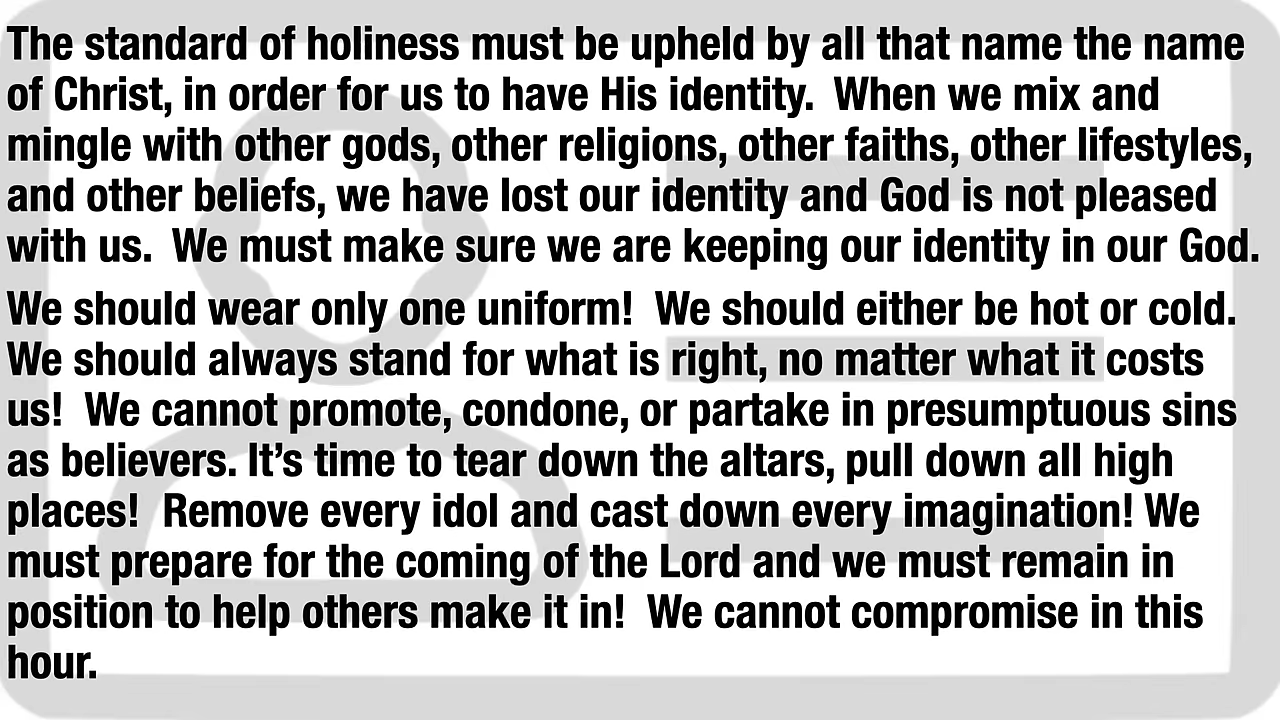 The standard of holiness must be upheld by all that name the name
of Christ, in order for us to have His identity.  When we mix and
mingle with other gods, other religions, other faiths, other lifestyles,
and other beliefs, we have lost our identity and God is not pleased
with us.  We must make sure we are keeping our identity in our God.
We should wear only one uniform!  We should either be hot or cold.
We should always stand for what is right, no matter what it costs
us!  We cannot promote, condone, or partake in presumptuous sins
as believers. It’s time to tear down the altars, pull down all high
places!  Remove every idol and cast down every imagination! We
must prepare for the coming of the Lord and we must remain in
position to help others make it in!  We cannot compromise in this
hour.